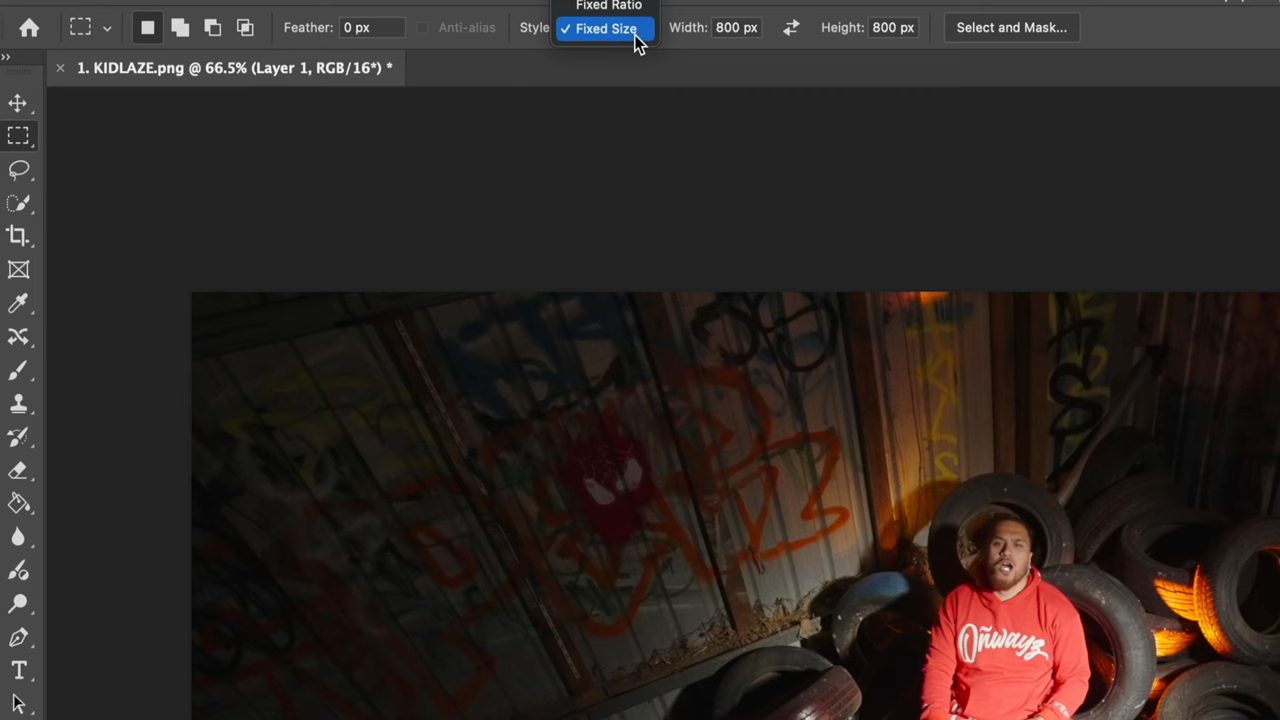 Fixed Ratio
Feather: 0 px Anti-alias Style ✓ Fixed Size Width: 800 px Height: 800 px Select and Mask...
× 1. KIDLAZE.png @ 66.5% (Layer 1, RGB/16*) *
Oñwayz